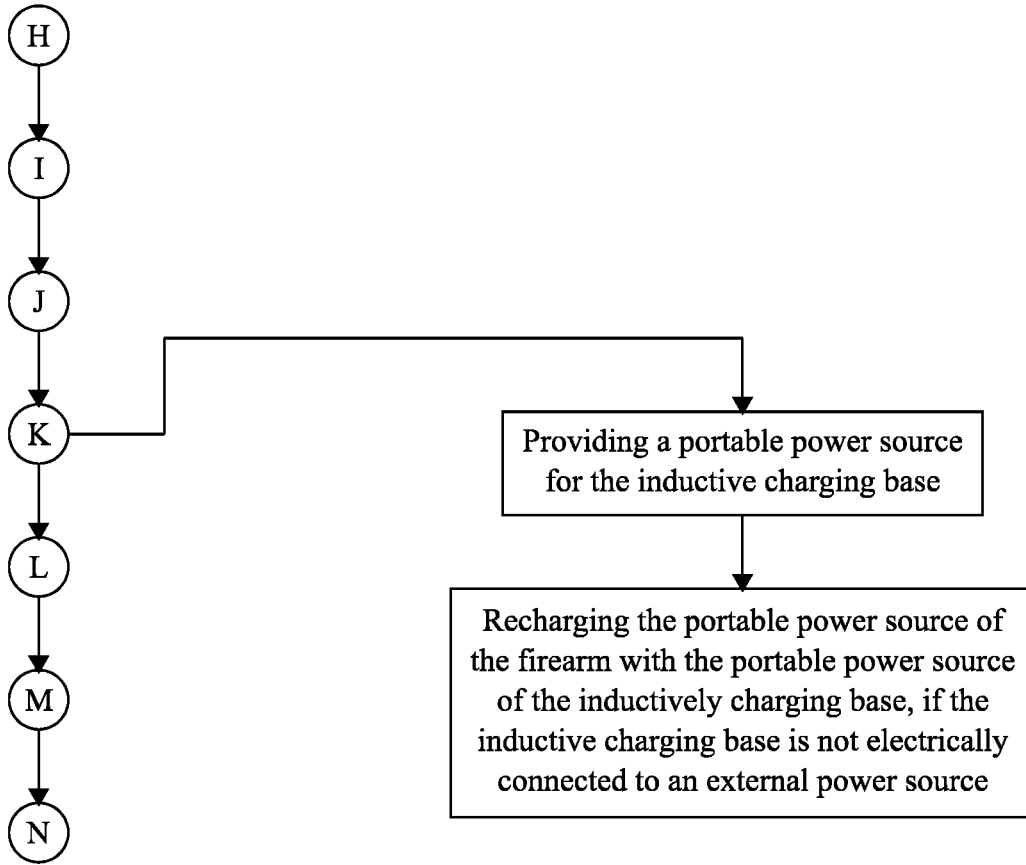 H
I
J
K
Providing a portable power source
for the inductive charging base
L
Recharging the portable power source of
the firearm with the portable power source
of the inductively charging base, if the
inductive charging base is not electrically
connected to an external power source
M
N